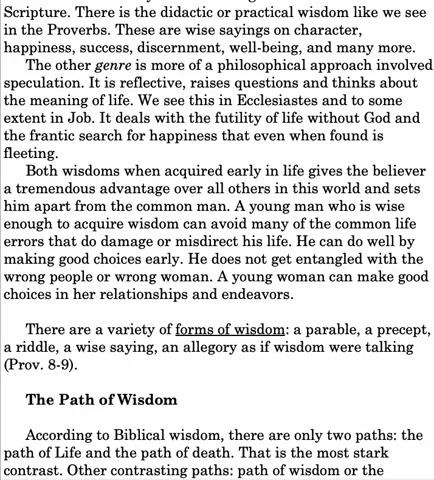 Scripture. There is the didactic or practical wisdom like we see
in the Proverbs. These are wise sayings on character,
happiness, success, discernment, well-being, and many more.
The other genre is more of a philosophical approach involved
speculation. It is reflective, raises questions and thinks about
the meaning of life. We see this in Ecclesiastes and to some
extent in Job. It deals with the futility of life without God and
the frantic search for happiness that even when found is
fleeting.
Both wisdoms when acquired early in life gives the believer
a tremendous advantage over all others in this world and sets
him apart from the common man. A young man who is wise
enough to acquire wisdom can avoid many of the common life
errors that do damage or misdirect his life. He can do well by
making good choices early. He does not get entangled with the
wrong people or wrong woman. A young woman can make good
choices in her relationships and endeavors.
There are a variety of forms of wisdom: a parable, a precept,
a riddle, a wise saying, an allegory as if wisdom were talking
(Prov. 8-9).
The Path of Wisdom
According to Biblical wisdom, there are only two paths: the
path of Life and the path of death. That is the most stark
contrast. Other contrasting paths: path of wisdom or the